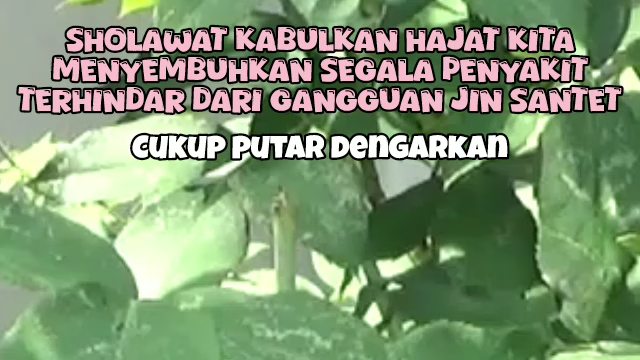 SHOLAWAT KABULKAN HAJAT KITA
MENYEMBUHKAN SEGALA PENYAKIT
TERHINDAR DARI GANGGUAN JIN SANTET
CUKUP PUTAR DENGARKAN